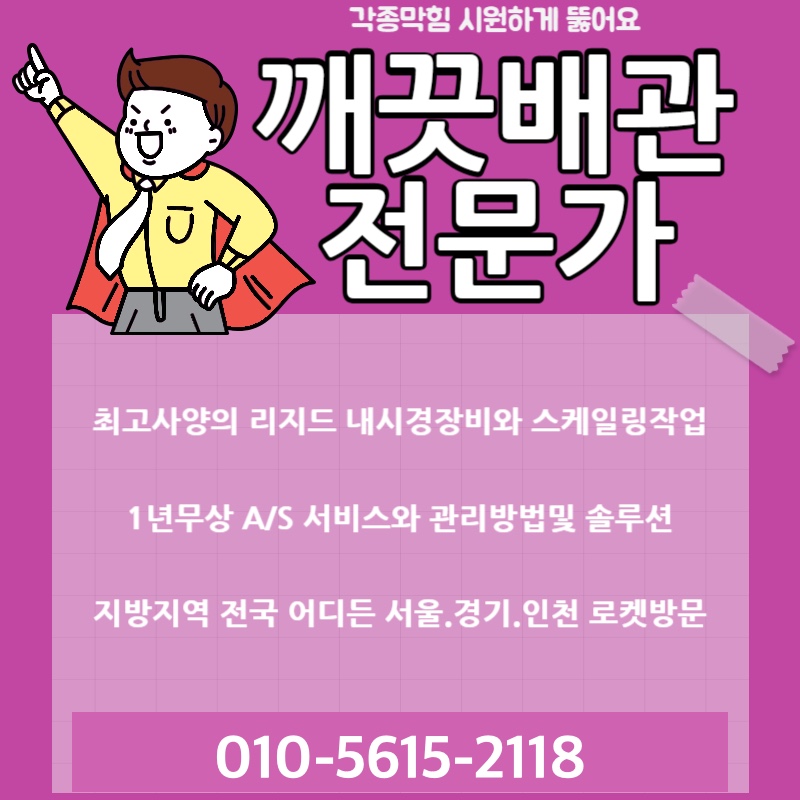 각종막힘 시원하게 뚫어요
깨끗배관
전문가
최고사양의 리지드 내시경장비와 스케일링작업
1년무상 A/S 서비스와 관리방법및 솔루션
지방지역 전국 어디든 서울.경기.인천 로켓방문
010-5615-2118